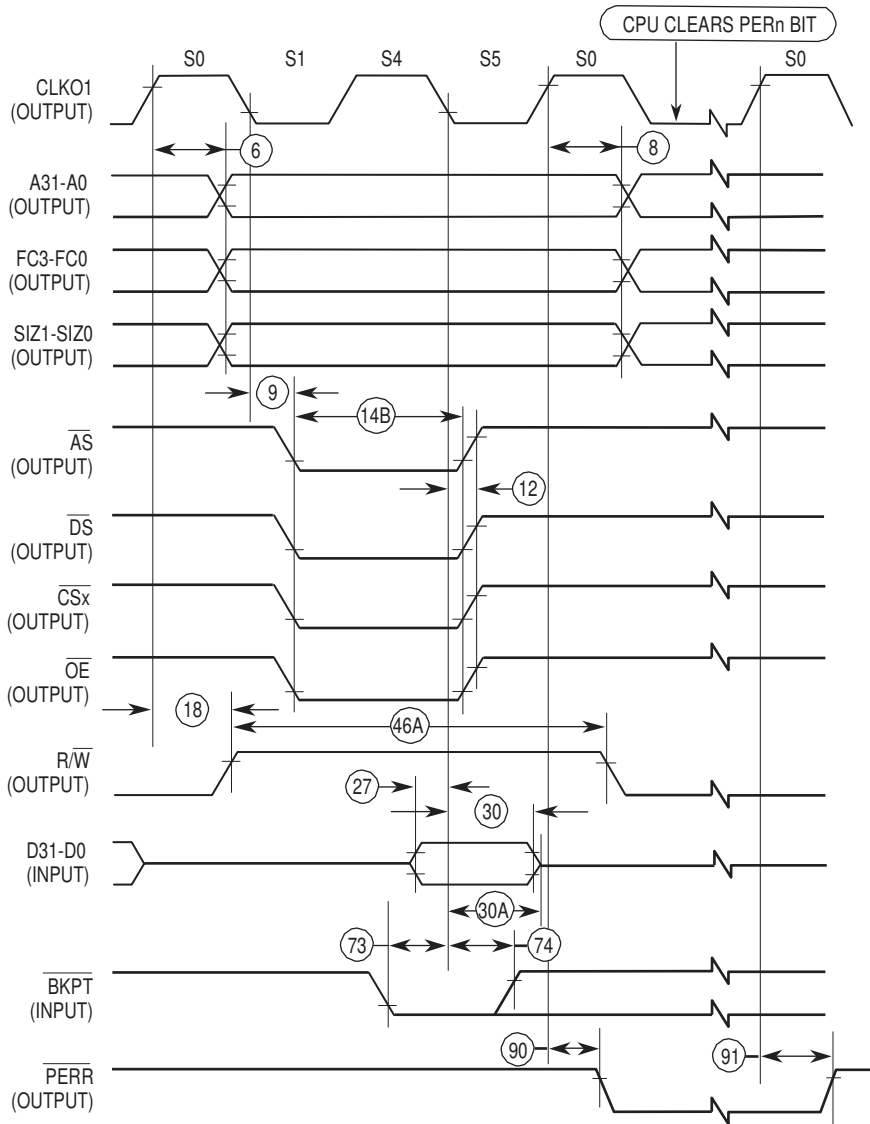 CPU CLEARS PERn BIT
S0 S1 S4 S5 S0 S0
CLKO1
(OUTPUT)
6 8
A31-A0
(OUTPUT)
FC3-FC0
(OUTPUT)
SIZ1-SIZ0
(OUTPUT)
9
14B
AS
(OUTPUT)
12
DS
(OUTPUT)
CSx
(OUTPUT)
OE
(OUTPUT)
18
46A
R/W
(OUTPUT)
27
30
D31-D0
(INPUT)
30A
73 74
BKPT
(INPUT)
90 91
PERR
(OUTPUT)